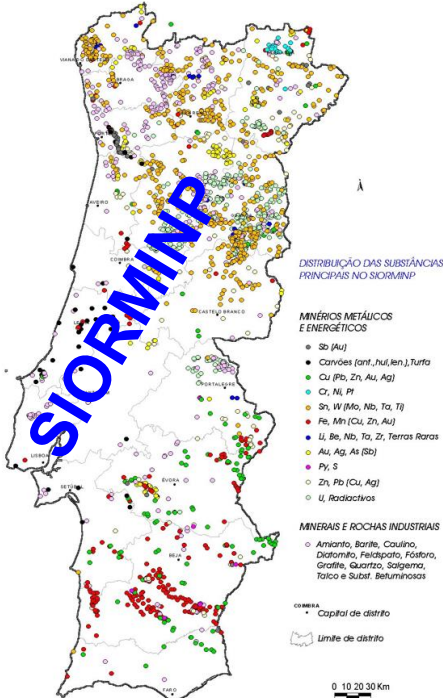 VIANA DO CASTELO
BRAGA
AVEIRO
COIMBRA
CASTELO BRANCO
PORTALEGRE
LISBOA
SETÚBAL
ÉVORA
BEJA
FARO
SIORMINP
DISTRIBUIÇÃO DAS SUBSTÂNCIAS
PRINCIPAIS NO SIORMINP
MINÉRIOS METÁLICOS
E ENERGÉTICOS
Sb (Au)
Carvões (ant.,hul,len.),Turfa
Cu (Pb, Zn, Au, Ag)
Cr, Ni, Pt
Sn, W (Mo, Nb, Ta, Ti)
Fe, Mn (Cu, Zn, Au)
Li, Be, Nb, Ta, Zr, Terras Raras
Au, Ag, As (Sb)
Py, S
Zn, Pb (Cu, Ag)
U, Radiactivos
MINERAIS E ROCHAS INDUSTRIAIS
Amianto, Barite, Caulino,
Diatomito, Feldspato, Fósforo,
Grafite, Quartzo, Salgema,
Talco e Subst. Betuminosas
COIMBRA
Capital de distrito
Limite de distrito
0 10 20 30 Km